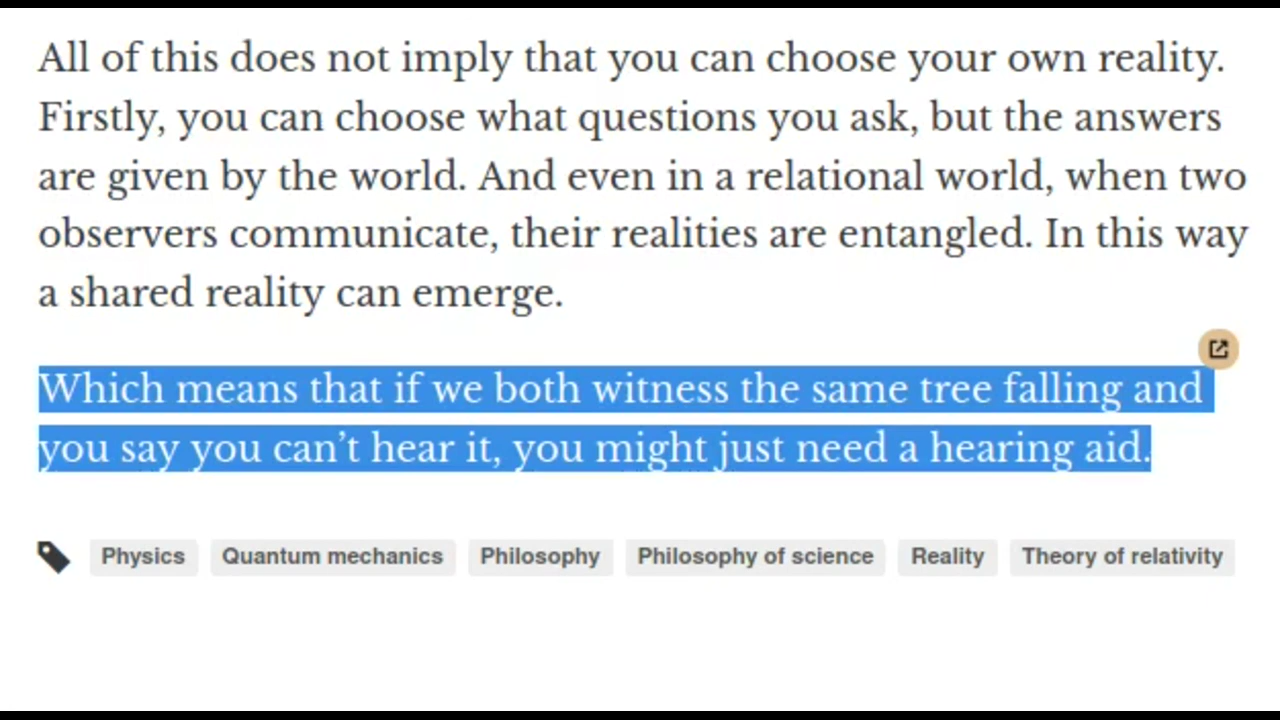 All of this does not imply that you can choose your own reality.
Firstly, you can choose what questions you ask, but the answers
are given by the world. And even in a relational world, when two
observers communicate, their realities are entangled. In this way
a shared reality can emerge.
Which means that if we both witness the same tree falling and
you say you can’t hear it, you might just need a hearing aid.
Physics Quantum mechanics Philosophy Philosophy of science Reality Theory of relativity